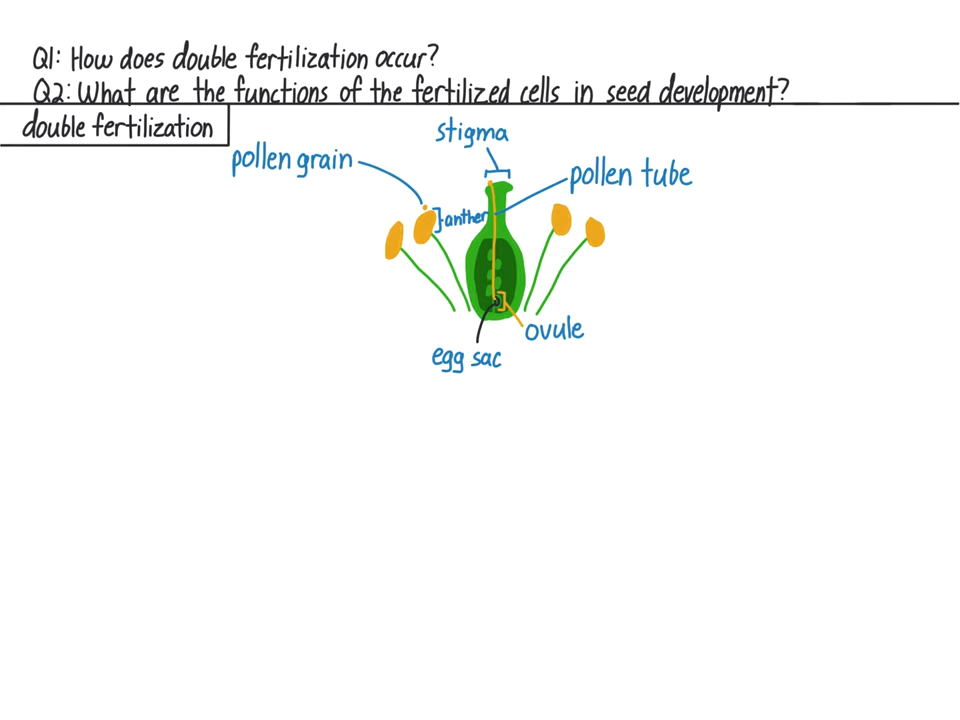 Q1: How does double fertilization occur?
Q2: What are the functions of the fertilized cells in seed development?
double fertilization
stigma
pollen grain
pollen tube
anther
ovule
egg sac